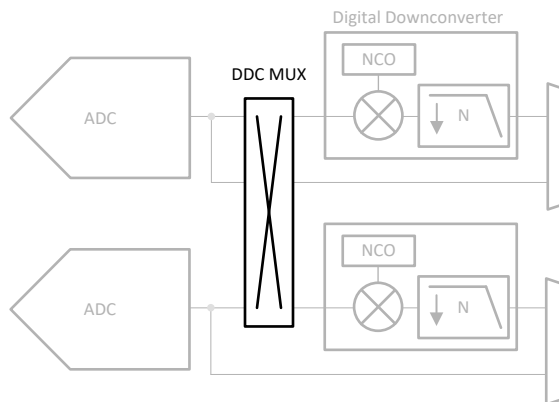 Digital Downconverter
NCO
DDC MUX
ADC
N
NCO
ADC
N